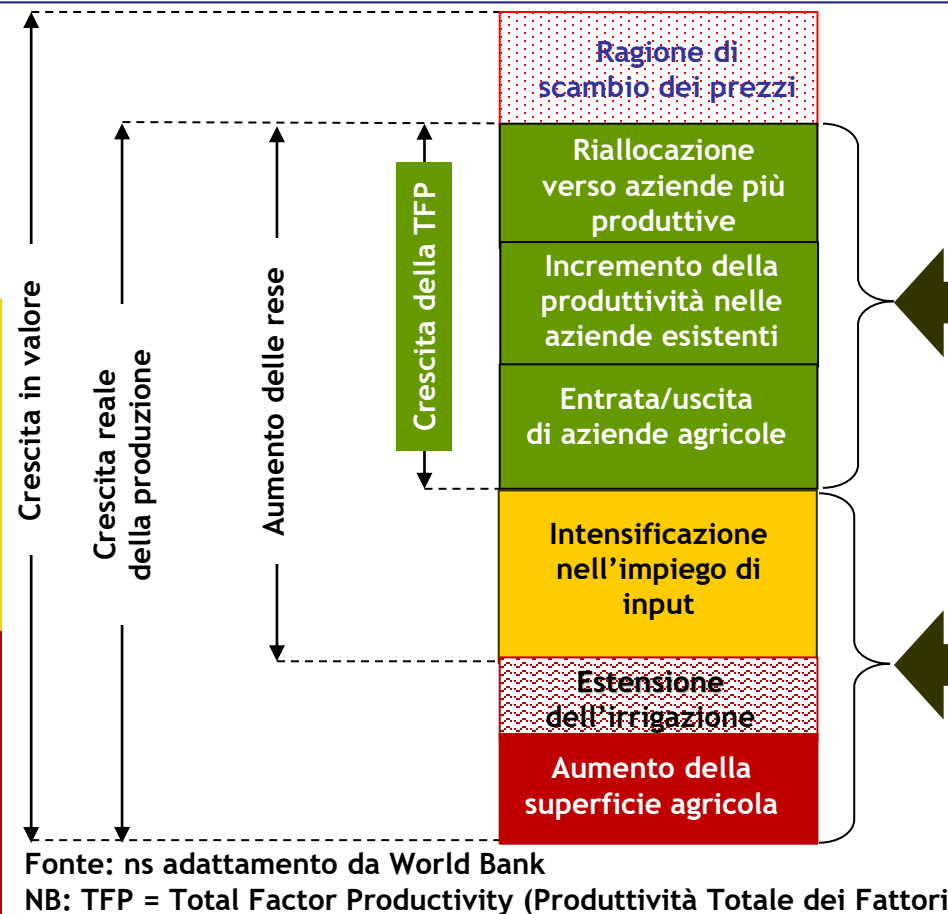 Ragione di
scambio dei prezzi
Riallocazione
verso aziende più
produttive
Incremento della
produttività nelle
aziende esistenti
Entrata/uscita
di aziende agricole
Intensificazione
nell’impiego di
input
Estensione
dell’irrigazione
Aumento della
superficie agricola
Crescita in valore
Crescita reale
della produzione
Aumento delle rese
Crescita della TFP
Fonte: ns adattamento da World Bank
NB: TFP = Total Factor Productivity (Produttività Totale dei Fattori